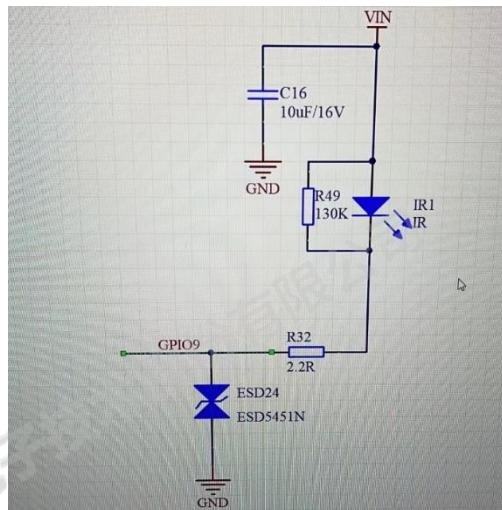 VIN
C16
10uF/16V
GND
R49
130K
IR1
IR
GPIO9
R32
2.2R
ESD24
ESD5451N
GND